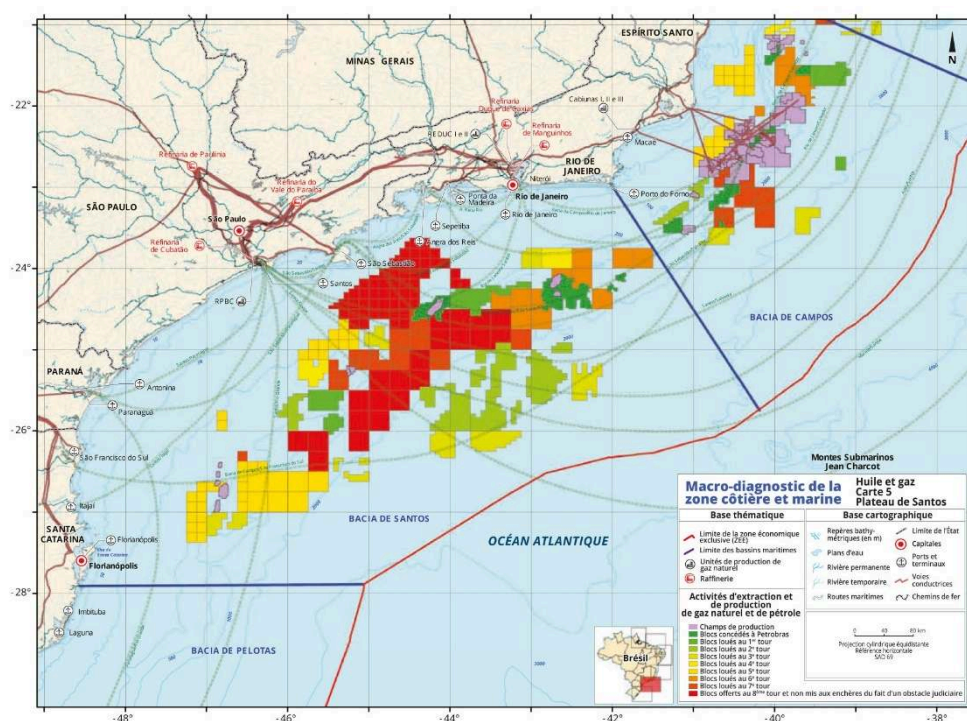 ESPÍRITO SANTO
MINAS GERAIS
N
-22°
Cabiunas I, II e III
Refinaria
Duque de Caxias
REDUC I e II
Refinaria
de Manguinhos
Macaé
Refinaria de Paulínia
RIO DE
JANEIRO
Niterói
Refinaria do
Vale do Paraíba
Ponta da
Madeira
Rio de Janeiro
Porto do Forno
SÃO PAULO
São Paulo
Rio de Janeiro
Sepetiba
Refinaria
de Cubatão
Angra dos Reis
-24°
São Sebastião
Santos
RPBC
BACIA DE CAMPOS
PARANÁ
Antonina
Paranaguá
-26°
São Francisco do Sul
Montes Submarinos
Jean Charcot
Itajaí
SANTA
CATARINA
BACIA DE SANTOS
Florianópolis
OCÉAN ATLANTIQUE
Florianópolis
-28°
Imbituba
Laguna
BACIA DE PELOTAS
Macro-diagnostic de la
zone côtière et marine
Huile et gaz
Carte 5
Plateau de Santos
Base thématique
Limite de la zone économique
exclusive (ZEE)
Limite des bassins maritimes
Unités de production de
gaz naturel
Raffinerie
Base cartographique
Repères bathy-
métriques (en m)
Plans d'eau
Rivière permanente
Rivière temporaire
Routes maritimes
Limite de l'État
Capitales
Ports et
terminaux
Voies
conductrices
Chemins de fer
Activités d'extraction et
de production
de gaz naturel et de pétrole
Champs de production
Blocs concédés à Petrobras
Blocs loués au 1er tour
Blocs loués au 2e tour
Blocs loués au 3e tour
Blocs loués au 4e tour
Blocs loués au 5e tour
Blocs loués au 6e tour
Blocs loués au 7e tour
Blocs offerts au 8ème tour et non mis aux enchères du fait d'un obstacle judiciaire
Brésil
0 40 80 km
Projection cylindrique équidistante
Référence horizontale
SAD 69
-48° -46° -44° -42° -40° -38°